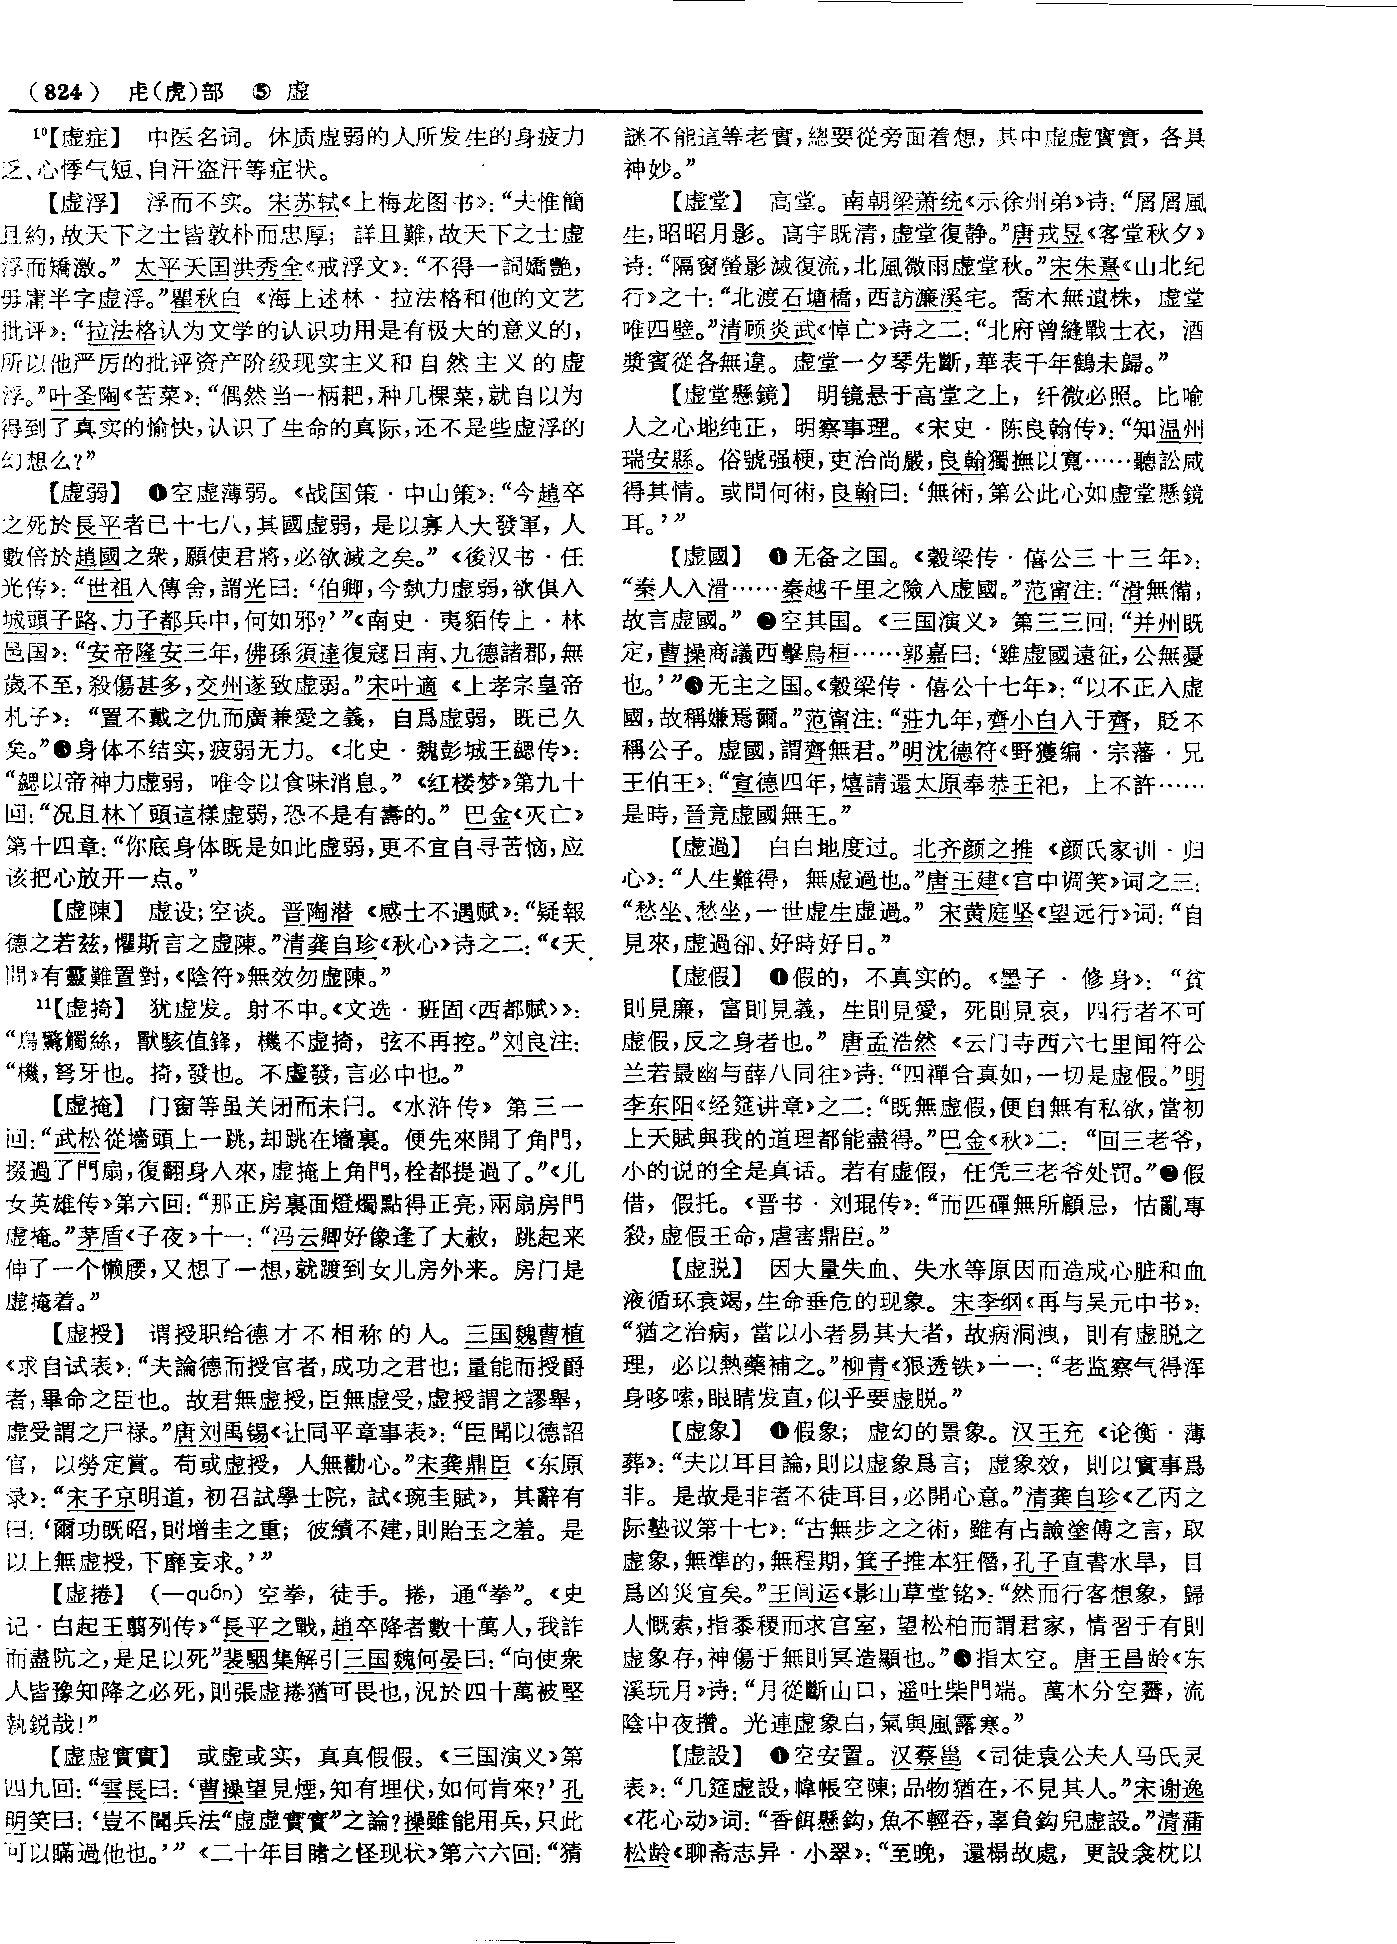 （824） 虍（虎）部 ⑤ 虚
¹⁰【虚症】 中医名词。体质虚弱的人所发生的身疲力
乏、心悸气短、自汗盗汗等症状。
【虚浮】 浮而不实。宋苏轼《上梅龙图书》：“夫惟簡
且約，故天下之士皆敦朴而忠厚；詳且難，故天下之士虚
浮而矯激。”太平天国洪秀全《戒浮文》：“不得一詞嬌艷，
毋庸半字虚浮。”瞿秋白《海上述林·拉法格和他的文艺
批评》：“拉法格认为文学的认识功用是有极大的意义的，
所以他严厉的批评资产阶级现实主义和自然主义的虚
浮。”叶圣陶《苦菜》：“偶然当一柄耙，种几棵菜，就自以为
得到了真实的愉快，认识了生命的真际，还不是些虚浮的
幻想么？”
【虚弱】 ❶空虚薄弱。《战国策·中山策》：“今趙卒
之死於長平者已十七八，其國虚弱，是以寡人大發軍，人
數倍於趙國之衆，願使君將，必欲滅之矣。”《後汉书·任
光传》：“世祖入傳舍，謂光曰：‘伯卿，今埶力虚弱，欲俱入
城頭子路、力子都兵中，何如邪？’”《南史·夷貊传上·林
邑国》：“安帝隆安三年，佛孫須達復寇日南、九德諸郡，無
歲不至，殺傷甚多，交州遂致虚弱。”宋叶適《上孝宗皇帝
札子》：“置不戴之仇而廣兼愛之義，自爲虚弱，既已久
矣。”❷身体不结实，疲弱无力。《北史·魏彭城王勰传》：
“勰以帝神力虚弱，唯令以食味消息。”《红楼梦》第九十
回：“况且林丫頭這樣虚弱，恐不是有壽的。”巴金《灭亡》
第十四章：“你底身体既是如此虚弱，更不宜自寻苦恼，应
该把心放开一点。”
【虚陳】 虚设；空谈。晋陶潜《感士不遇赋》：“疑報
德之若兹，懼斯言之虚陳。”清龚自珍《秋心》诗之二：“《天
問》有靈難置對，《陰符》無效勿虚陳。”
¹¹【虚掎】 犹虚发。射不中。《文选·班固〈西都赋〉》：
“鳥驚觸絲，獸駭值鋒，機不虚掎，弦不再控。”刘良注：
“機，弩牙也。掎，發也。不虚發，言必中也。”
【虚掩】 门窗等虽关闭而未闩。《水浒传》第三一
回：“武松從墻頭上一跳，却跳在墻裏。便先來開了角門，
掇過了門扇，復翻身入來，虚掩上角門，栓都提過了。”《儿
女英雄传》第六回：“那正房裏面燈燭點得正亮，兩扇房門
虚掩。”茅盾《子夜》十一：“冯云卿好像逢了大赦，跳起来
伸了一个懒腰，又想了一想，就踱到女儿房外来。房门是
虚掩着。”
【虚授】 谓授职给德才不相称的人。三国魏曹植
《求自试表》：“夫論德而授官者，成功之君也；量能而授爵
者，畢命之臣也。故君無虚授，臣無虚受，虚授謂之謬舉，
虚受謂之尸禄。”唐刘禹锡《让同平章事表》：“臣聞以德詔
官，以勞定賞。苟或虚授，人無勸心。”宋龚鼎臣《东原
录》：“宋子京明道，初召試學士院，試《琬圭賦》，其辭有
曰：‘爾功既昭，則增圭之重；彼績不建，則貽玉之羞。是
以上無虚授，下靡妄求。’”
【虚捲】 （一quán）空拳，徒手。捲，通“拳”。《史
记·白起王翦列传》“長平之戰，趙卒降者數十萬人，我詐
而盡阬之，是足以死”裴駰集解引三国魏何晏曰：“向使衆
人皆豫知降之必死，則張虚捲猶可畏也，況於四十萬被堅
執銳哉！”
【虚虚實實】 或虚或实，真真假假。《三国演义》第
四九回：“雲長曰：‘曹操望見煙，知有埋伏，如何肯來？’孔
明笑曰：‘豈不聞兵法“虚虚實實”之論？操雖能用兵，只此
可以瞞過他也。’”《二十年目睹之怪现状》第六六回：“猜
謎不能這等老實，總要從旁面着想，其中虚虚實實，各具
神妙。”
【虚堂】 高堂。南朝梁萧统《示徐州弟》诗：“屑屑風
生，昭昭月影。高宇既清，虚堂復静。”唐戎昱《客堂秋夕》
诗：“隔窗螢影滅復流，北風微雨虚堂秋。”宋朱熹《山北纪
行》之十：“北渡石塘橋，西訪濂溪宅。喬木無遺株，虚堂
唯四壁。”清顾炎武《悼亡》诗之二：“北府曾縫戰士衣，酒
漿賓從各無違。虚堂一夕琴先斷，華表千年鶴未歸。”
【虚堂懸鏡】 明镜悬于高堂之上，纤微必照。比喻
人之心地纯正，明察事理。《宋史·陈良翰传》：“知温州
瑞安縣。俗號强梗，吏治尚嚴，良翰獨撫以寬……聽訟咸
得其情。或問何術，良翰曰：‘無術，第公此心如虚堂懸鏡
耳。’”
【虚國】 ❶无备之国。《穀梁传·僖公三十三年》：
“秦人入滑……秦越千里之險入虚國。”范甯注：“滑無備，
故言虚國。”❷空其国。《三国演义》第三三回：“并州既
定，曹操商議西擊烏桓……郭嘉曰：‘雖虚國遠征，公無憂
也。’”❸无主之国。《穀梁传·僖公十七年》：“以不正入虚
國，故稱嫌焉爾。”范甯注：“莊九年，齊小白入于齊，貶不
稱公子。虚國，謂齊無君。”明沈德符《野獲编·宗藩·兄
王伯王》：“宣德四年，熺請還太原奉恭王祀，上不許……
是時，晉竟虚國無王。”
【虚過】 白白地度过。北齐颜之推《颜氏家训·归
心》：“人生難得，無虚過也。”唐王建《宫中调笑》词之三：
“愁坐、愁坐，一世虚生虚過。”宋黄庭坚《望远行》词：“自
見來，虚過卻、好時好日。”
【虚假】 ❶假的，不真实的。《墨子·修身》：“貧
則見廉，富則見義，生則見愛，死則見哀，四行者不可
虚假，反之身者也。”唐孟浩然《云门寺西六七里闻符公
兰若最幽与薛八同往》诗：“四禪合真如，一切是虚假。”明
李东阳《经筵讲章》之二：“既無虚假，便自無有私欲，當初
上天賦與我的道理都能盡得。”巴金《秋》二：“回三老爷，
小的说的全是真话。若有虚假，任凭三老爷处罚。”❷假
借，假托。《晋书·刘琨传》：“而匹磾無所顧忌，怙亂專
殺，虚假王命，虐害鼎臣。”
【虚脱】 因大量失血、失水等原因而造成心脏和血
液循环衰竭，生命垂危的现象。宋李纲《再与吴元中书》：
“猶之治病，當以小者易其大者，故病洞洩，則有虚脱之
理，必以熱藥補之。”柳青《狠透铁》一一：“老监察气得浑
身哆嗦，眼睛发直，似乎要虚脱。”
【虚象】 ❶假象；虚幻的景象。汉王充《论衡·薄
葬》：“夫以耳目論，則以虚象爲言；虚象效，則以實事爲
非。是故是非者不徒耳目，必開心意。”清龚自珍《乙丙之
际塾议第十七》：“古無步之之術，雖有占譣塗傅之言，取
虚象，無準的，無程期，箕子推本狂僭，孔子直書水旱，日
爲凶災宜矣。”王闿运《影山草堂铭》：“然而行客想象，歸
人慨索，指黍稷而求宫室，望松柏而謂君家，情習于有則
虚象存，神傷于無則冥造顯也。”❷指太空。唐王昌龄《东
溪玩月》诗：“月從斷山口，遥吐柴門端。萬木分空霽，流
陰中夜攢。光連虚象白，氣與風露寒。”
【虚設】 ❶空安置。汉蔡邕《司徒袁公夫人马氏灵
表》：“几筵虚設，幃帳空陳；品物猶在，不見其人。”宋谢逸
《花心动》词：“香餌懸鈎，魚不輕吞，辜負鈎兒虚設。”清蒲
松龄《聊斋志异·小翠》：“至晚，還榻故處，更設衾枕以